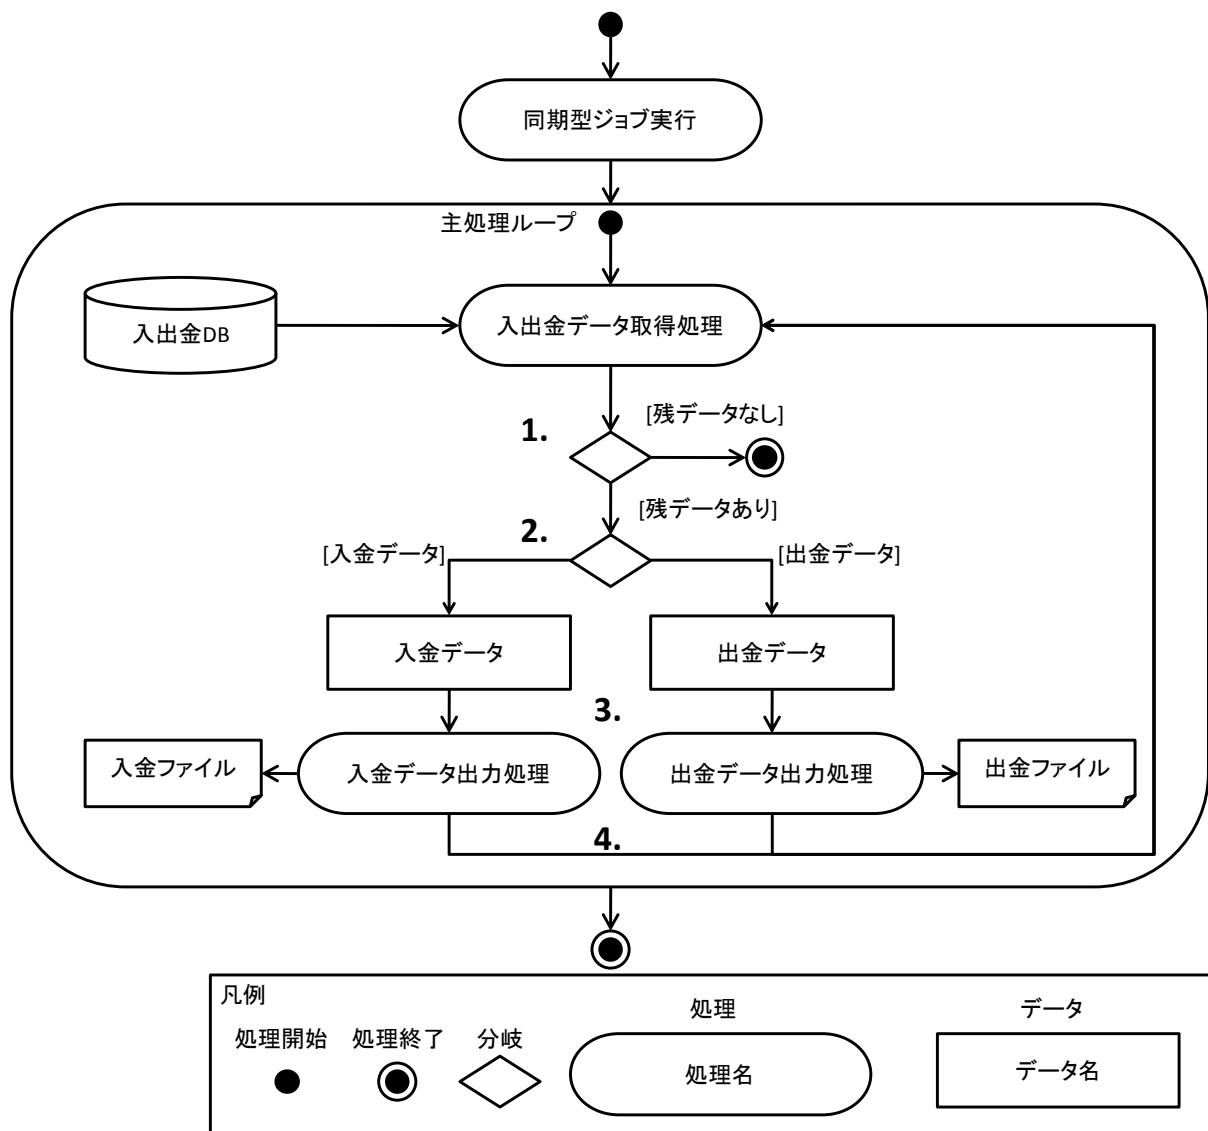 同期型ジョブ実行
主処理ループ
入出金DB
入出金データ取得処理
[残データなし]
1.
[残データあり]
2.
[入金データ]
[出金データ]
入金データ
出金データ
3.
入金ファイル
入金データ出力処理
出金データ出力処理
出金ファイル
4.
凡例
処理
データ
処理開始
処理終了
分岐
処理名
データ名